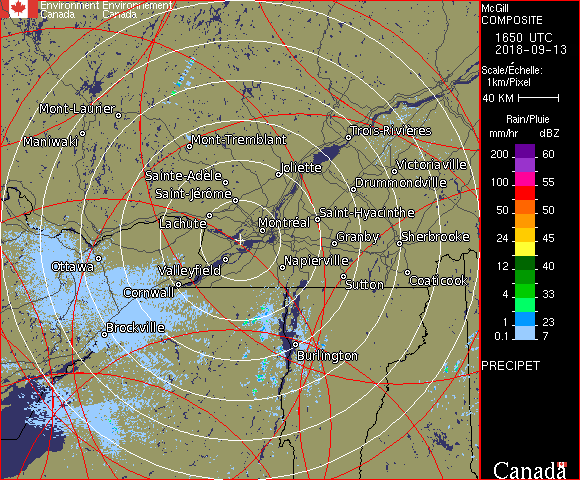 Environment Environnement
Canada Canada
McGill
COMPOSITE
1650 UTC
2018-09-13
Scale/Échelle:
1km/Pixel
40 KM
Rain/Pluie
mm/hr dBZ
200 60
100 55
50 50
24 45
12 40
4 33
1 23
0.1 7
PRECIPET
Canada
Mont-Laurier
Maniwaki
Mont-Tremblant
Trois-Rivières
Sainte-Adèle
Joliette
Victoriaville
Saint-Jérôme
Drummondville
Lachute
Montréal
Saint-Hyacinthe
Granby
Sherbrooke
Ottawa
Valleyfield
Napierville
Cornwall
Sutton
Coaticook
Brockville
Burlington